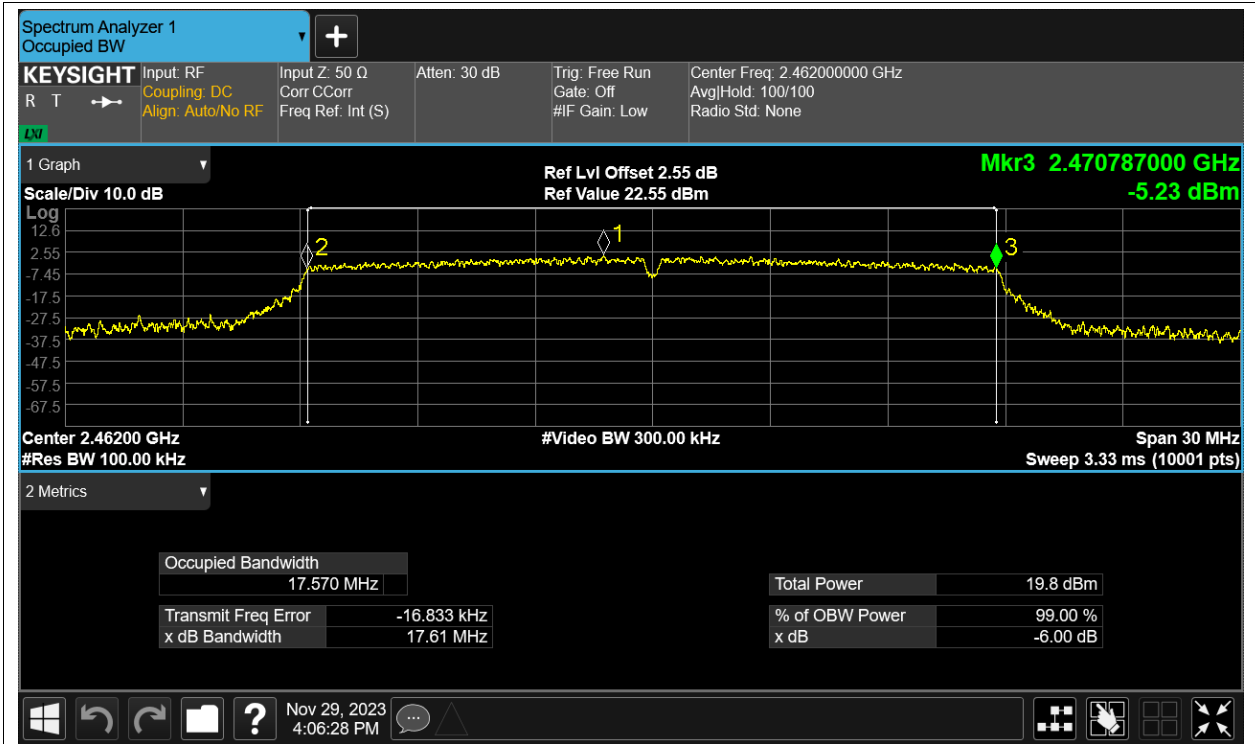 Spectrum Analyzer 1
Occupied BW
+
KEYSIGHT
R T
LXI
Input: RF
Coupling: DC
Align: Auto/No RF
Input Z: 50 Ω
Corr CCorr
Freq Ref: Int (S)
Atten: 30 dB
Trig: Free Run
Gate: Off
#IF Gain: Low
Center Freq: 2.462000000 GHz
Avg|Hold: 100/100
Radio Std: None
1 Graph
Scale/Div 10.0 dB
Ref Lvl Offset 2.55 dB
Ref Value 22.55 dBm
Mkr3 2.470787000 GHz
-5.23 dBm
Log
12.6
2.55
-7.45
-17.5
-27.5
-37.5
-47.5
-57.5
-67.5
2
1
3
Center 2.46200 GHz
#Res BW 100.00 kHz
#Video BW 300.00 kHz
Span 30 MHz
Sweep 3.33 ms (10001 pts)
2 Metrics
Occupied Bandwidth
17.570 MHz
Transmit Freq Error -16.833 kHz
x dB Bandwidth 17.61 MHz
Total Power 19.8 dBm
% of OBW Power 99.00 %
x dB -6.00 dB
?
Nov 29, 2023
4:06:28 PM